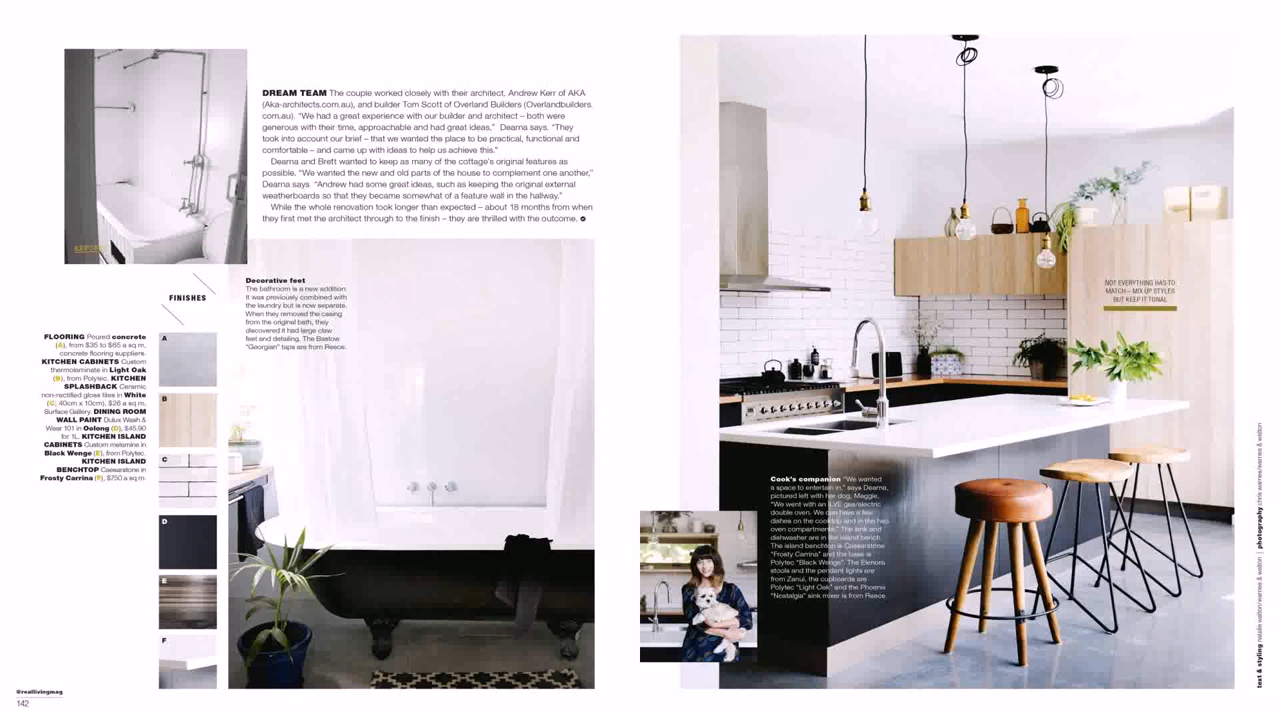 DREAM TEAM The couple worked closely with their architect, Andrew Kerr of AKA
(Aka-architects.com.au), and builder Tom Scott of Overland Builders (Overlandbuilders.
com.au). “We had a great experience with our builder and architect – both were
generous with their time, approachable and had great ideas,” Dearna says. “They
took into account our brief – that we wanted the place to be practical, functional and
comfortable – and came up with ideas to help us achieve this.”
Dearna and Brett wanted to keep as many of the cottage's original features as
possible. “We wanted the new and old parts of the house to complement one another,”
Dearna says “Andrew had some great ideas, such as keeping the original external
weatherboards so that they became somewhat of a feature wall in the hallway.”
While the whole renovation took longer than expected – about 18 months from when
they first met the architect through to the finish – they are thrilled with the outcome.
Decorative feet
The bathroom is a new addition.
It was previously combined with
the laundry but is now separate.
When they removed the casing
from the original bath, they
discovered it had large claw
feet and detailing. The Bastow
“Georgian” taps are from Reece.
FINISHES
FLOORING Poured concrete
(A), from $35 to $65 a sq m,
concrete flooring suppliers.
KITCHEN CABINETS Custom
thermolaminate in Light Oak
(B), from Polytec. KITCHEN
SPLASHBACK Ceramic
non-rectified gloss tiles in White
(C; 40cm x 10cm), $26 a sq m,
Surface Gallery. DINING ROOM
WALL PAINT Dulux Wash &
Wear 101 in Oolong (D), $45.90
for 1L. KITCHEN ISLAND
CABINETS Custom melamine in
Black Wenge (E), from Polytec.
KITCHEN ISLAND
BENCHTOP Caesarstone in
Frosty Carrina (F), $750 a sq m.
A
B
C
D
E
F
@reallivingmag
142
NOT EVERYTHING HAS TO
MATCH – MIX UP STYLES
BUT KEEP IT TONAL
Cook's companion “We wanted
a space to entertain in,” says Dearna,
pictured left with her dog, Maggie.
“We went with an ILVE gas/electric
double oven. We can have a few
dishes on the cooktop and in the two
oven compartments.” The sink and
dishwasher are in the island bench.
The island benchtop is Caesarstone
“Frosty Carrina” and the base is
Polytec “Black Wenge”. The Elenora
stools and the pendant lights are
from Zanui, the cupboards are
Polytec “Light Oak” and the Phoenix
“Nostalgia” sink mixer is from Reece.
text & styling natalie walton/warnes & walton | photography chris warnes/warnes & walton